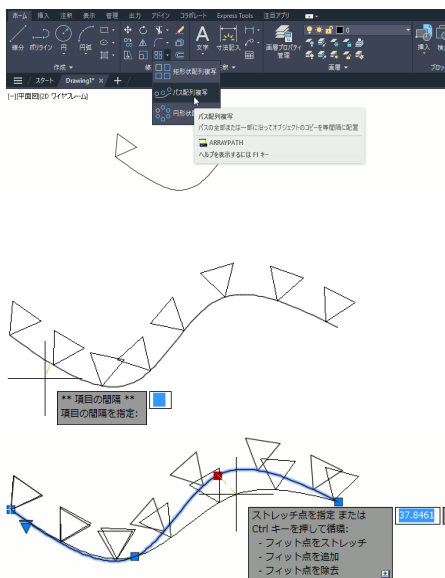 ホーム 挿入 注釈 表示 管理 出力 アドイン コラボレート Express Tools 注目アプリ
線分 ポリライン 円 円弧
文字 寸法記入
画層プロパティ管理
挿入
0
作成 画層
矩形状配列複写
スタート Drawing1* × +
パス配列複写
[-][平面図][2D ワイヤフレーム]
パス配列複写
パスの全部または一部に沿ってオブジェクトのコピーを等間隔に配置
ARRAYPATH
ヘルプを表示するには F1 キー
** 項目の間隔 **
項目の間隔を指定:
ストレッチ点を指定 または
37.8461
Ctrl キーを押して循環:
- フィット点をストレッチ
- フィット点を追加
- フィット点を除去